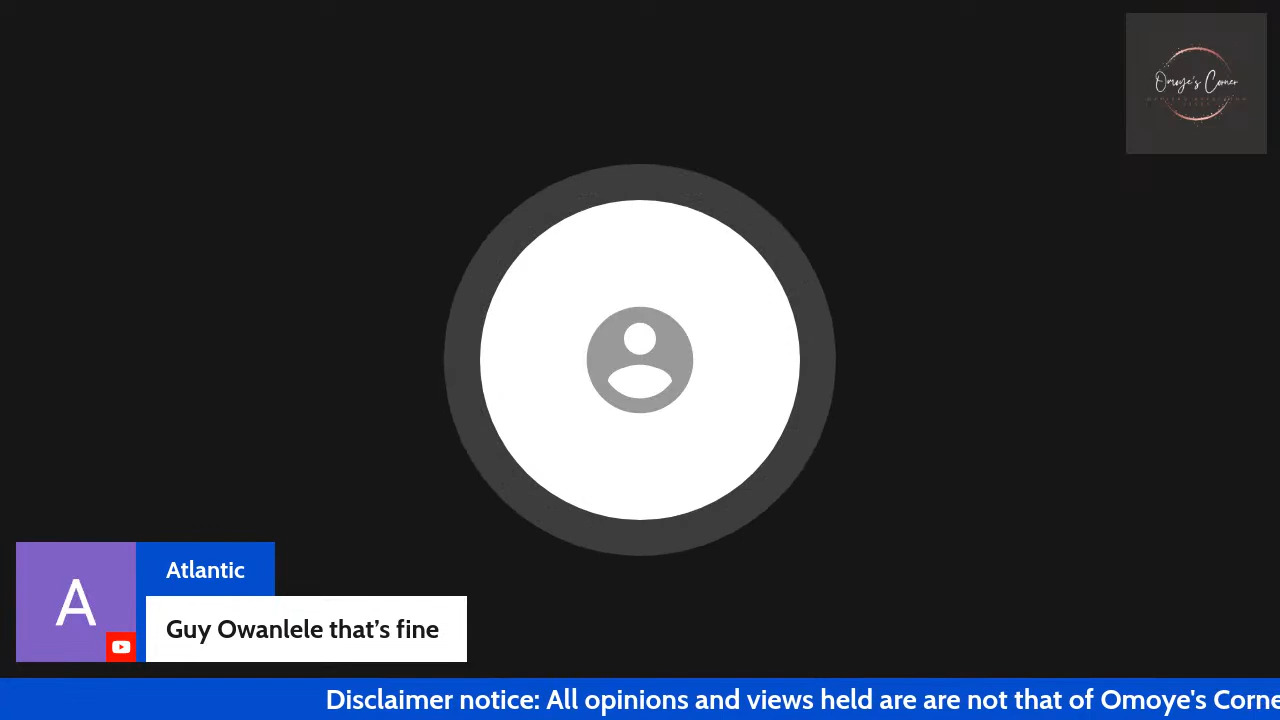 Omoye's Corner
A
Atlantic
Guy Owanlele that's fine
Disclaimer notice: All opinions and views held are are not that of Omoye's Corne